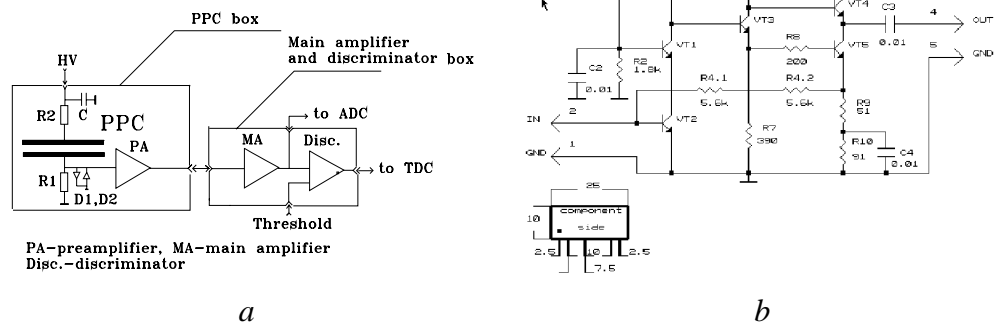 PPC box
Main amplifier
and discriminator box
HV
C
R2
PPC
PA
R1
D1,D2
to ADC
MA
Disc.
to TDC
Threshold
PA-preamplifier, MA-main amplifier
Disc.-discriminator
a
VT4
C3
4
OUT
0.01
VT3
VT1
R8
200
VT5
5
GND
C2
0.01
R2
1.8k
R4.1
5.6k
R4.2
5.6k
R9
51
IN
2
VT2
R7
390
R10
91
C4
0.01
GND
1
25
component
side
10
2.5
10
2.5
7.5
b